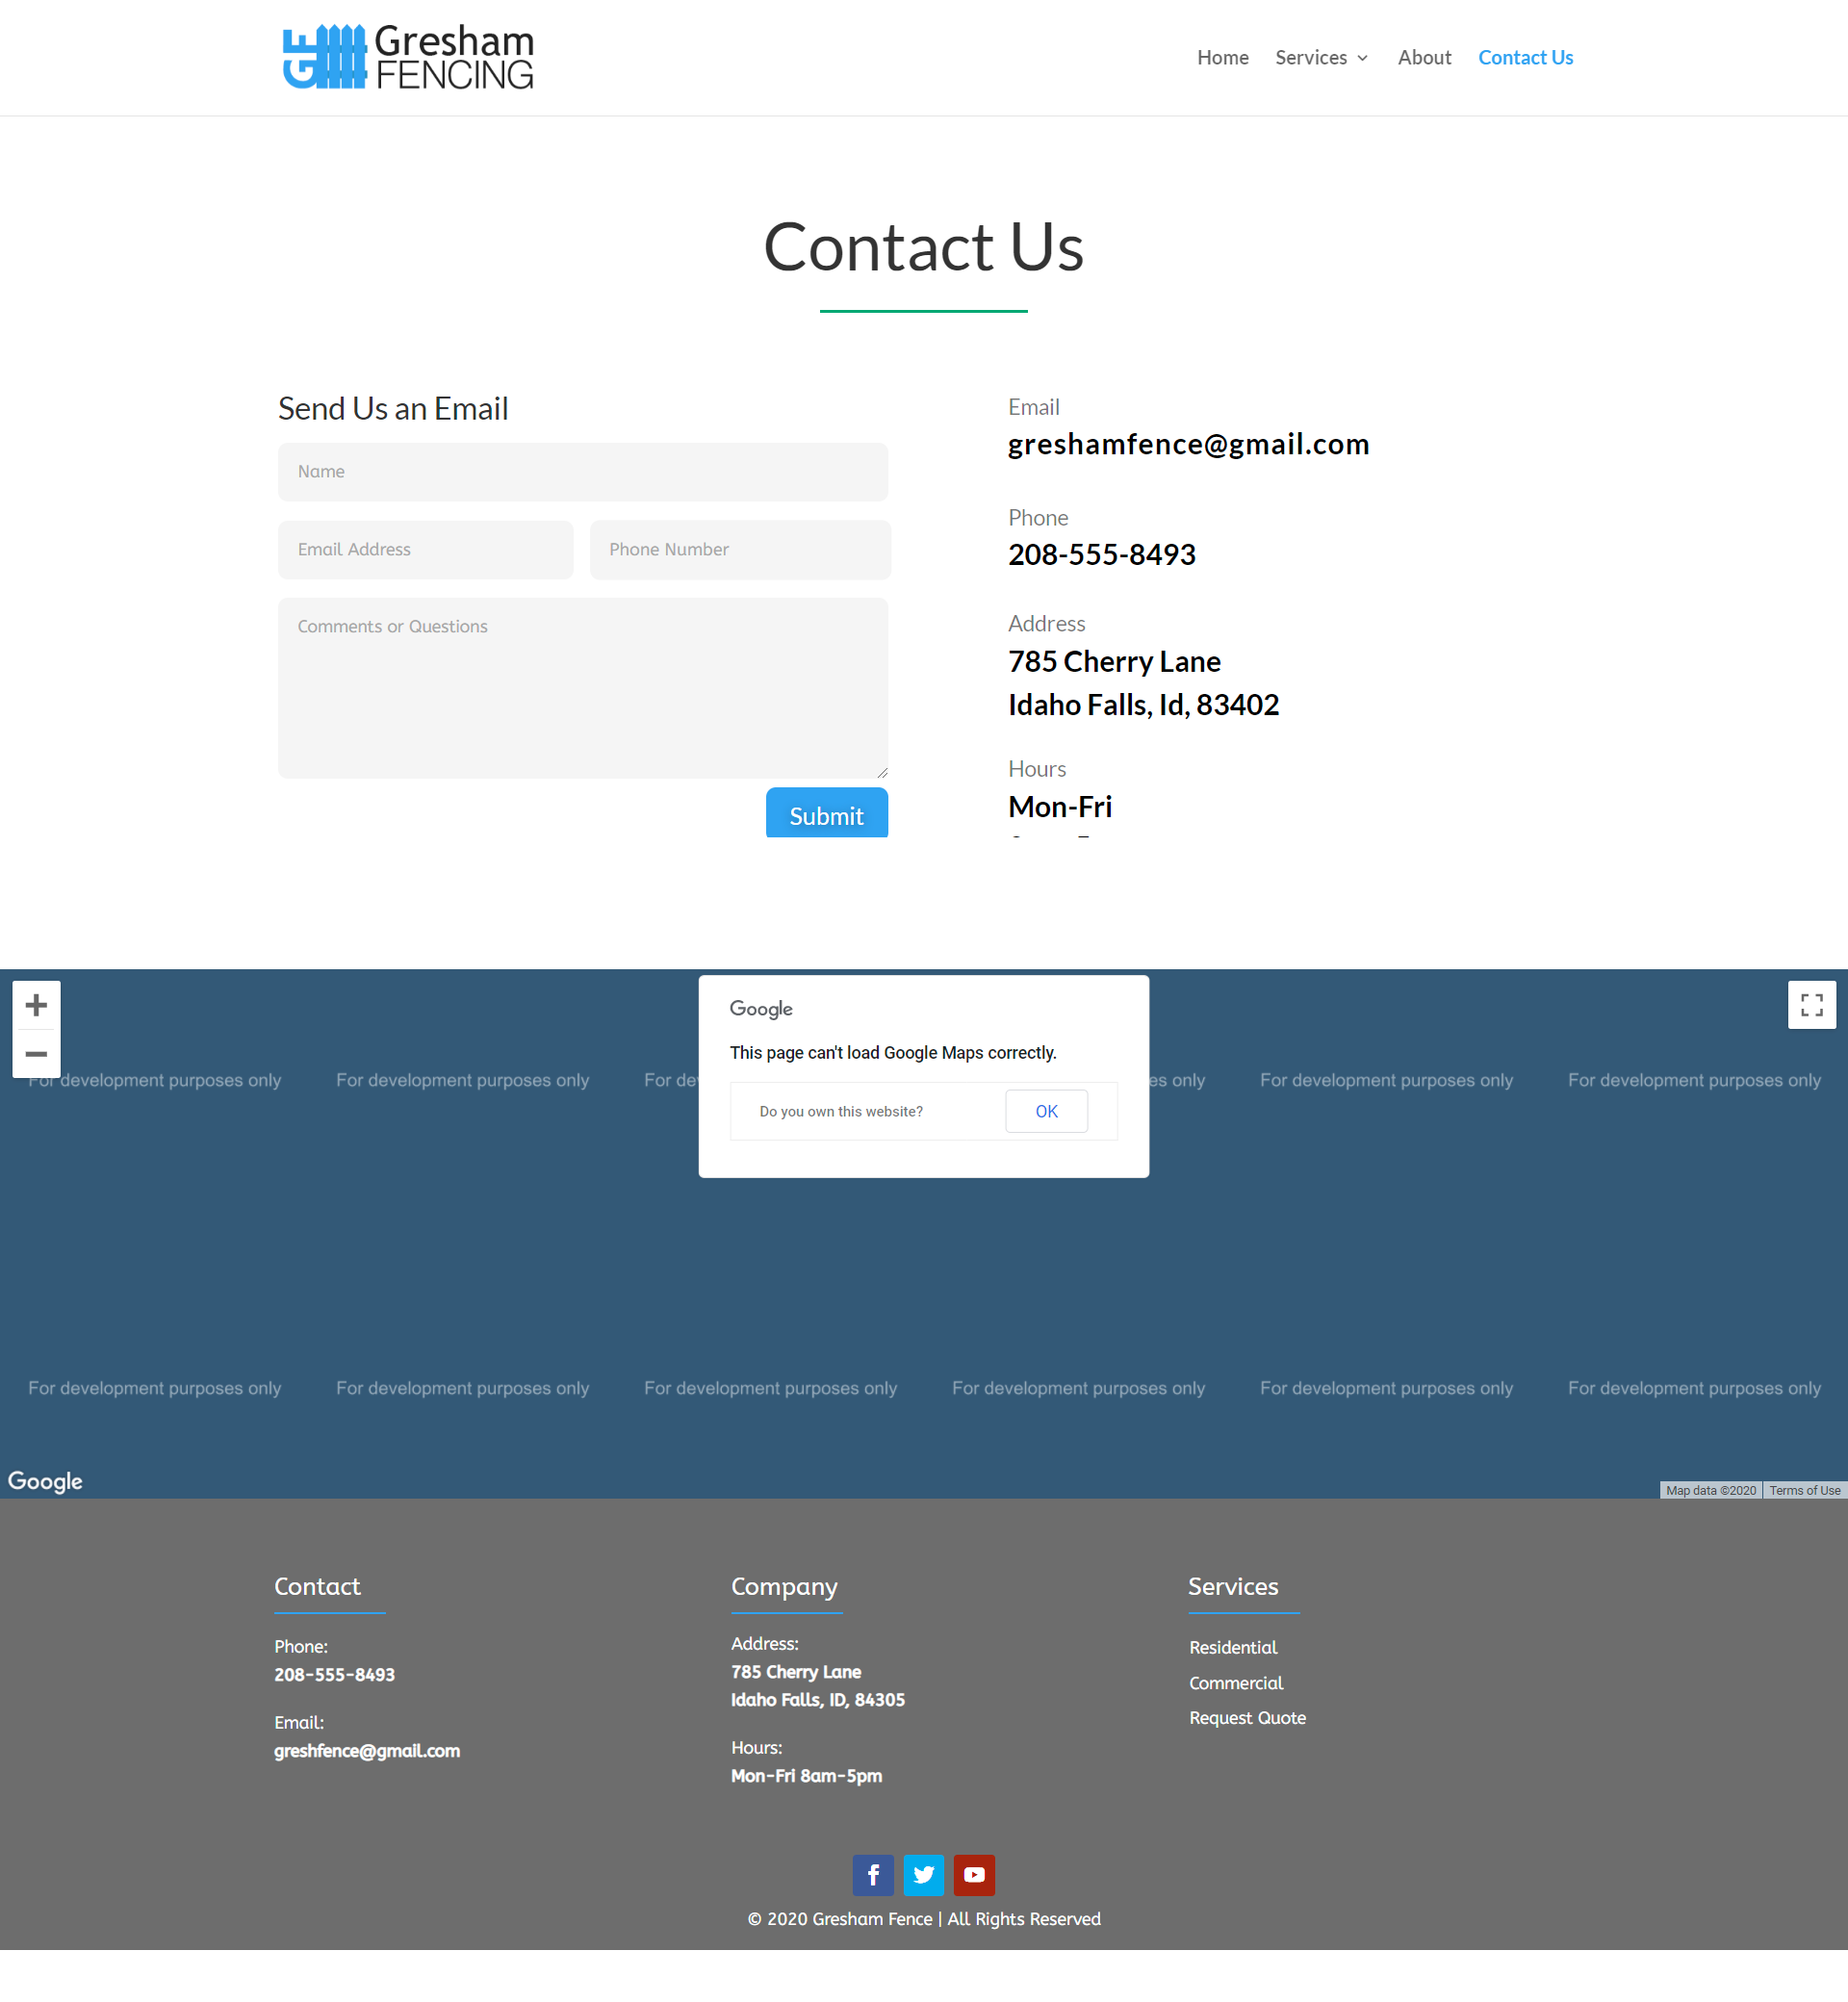 GF Gresham
FENCING
Home Services About Contact Us
Contact Us
Send Us an Email
Name
Email Address Phone Number
Comments or Questions
Submit
Email
greshamfence@gmail.com
Phone
208-555-8493
Address
785 Cherry Lane
Idaho Falls, Id, 83402
Hours
Mon-Fri
Google
This page can't load Google Maps correctly.
Do you own this website? OK
For development purposes only For development purposes only For de es only For development purposes only For development purposes only
For development purposes only For development purposes only For development purposes only For development purposes only For development purposes only For development purposes only
Google
Map data ©2020 Terms of Use
Contact
Phone:
208-555-8493
Email:
greshfence@gmail.com
Company
Address:
785 Cherry Lane
Idaho Falls, ID, 84305
Hours:
Mon-Fri 8am-5pm
Services
Residential
Commercial
Request Quote
© 2020 Gresham Fence | All Rights Reserved